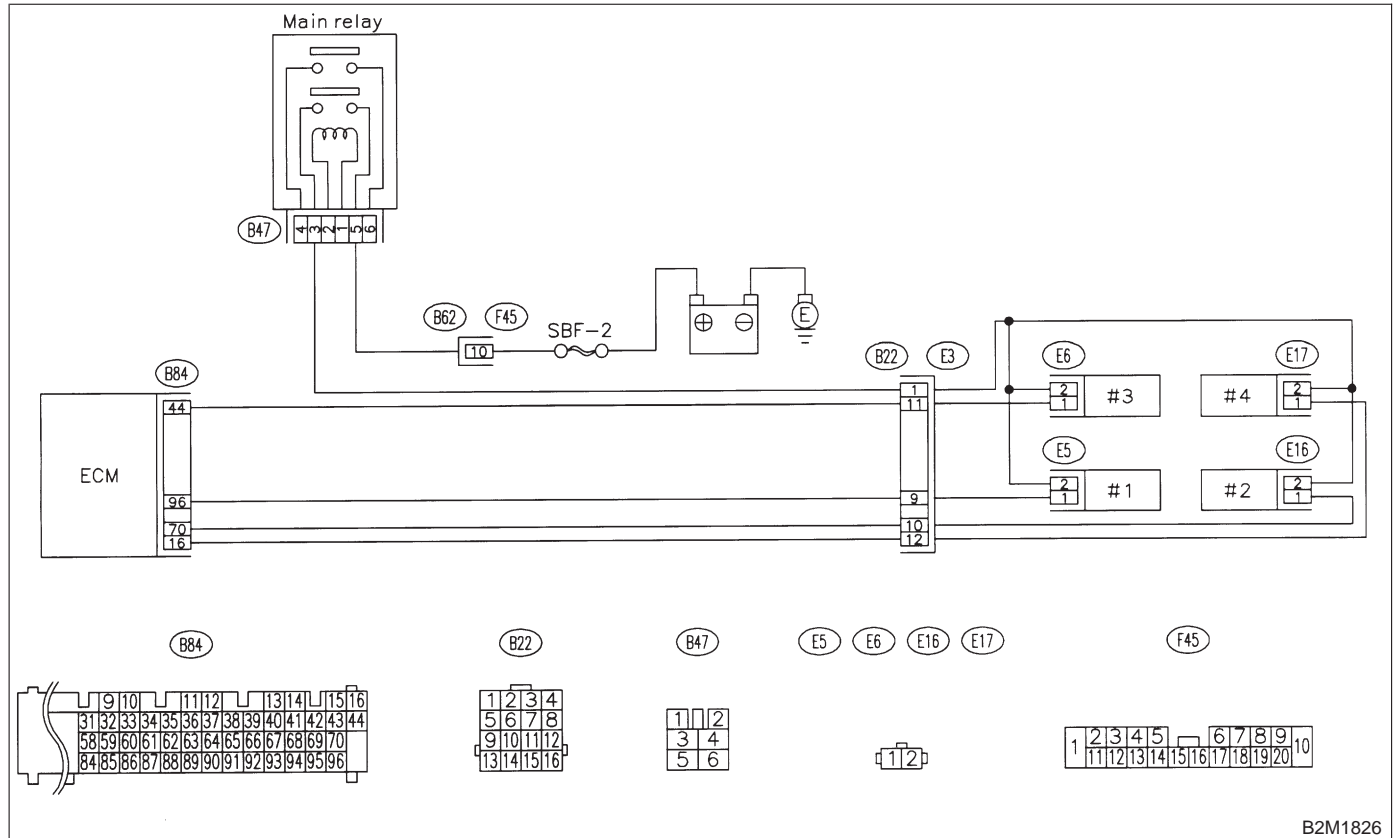 Main relay
B47
4 3 2 1 5 6
B62 F45 SBF-2
10
⊕ ⊖ E
B84
B22 E3
E6 E17
44
1
11
2
1
#3
#4
2
1
ECM
E5 E16
96
9
2
1
#1
#2
2
1
70
16
10
12
B84 B22 B47 E5 E6 E16 E17 F45
9 10 11 12 13 14 15 16
31 32 33 34 35 36 37 38 39 40 41 42 43 44
58 59 60 61 62 63 64 65 66 67 68 69 70
84 85 86 87 88 89 90 91 92 93 94 95 96
1 2 3 4
5 6 7 8
9 10 11 12
13 14 15 16
1 2
3 4
5 6
1 2
1 2 3 4 5 6 7 8 9 10
11 12 13 14 15 16 17 18 19 20
B2M1826